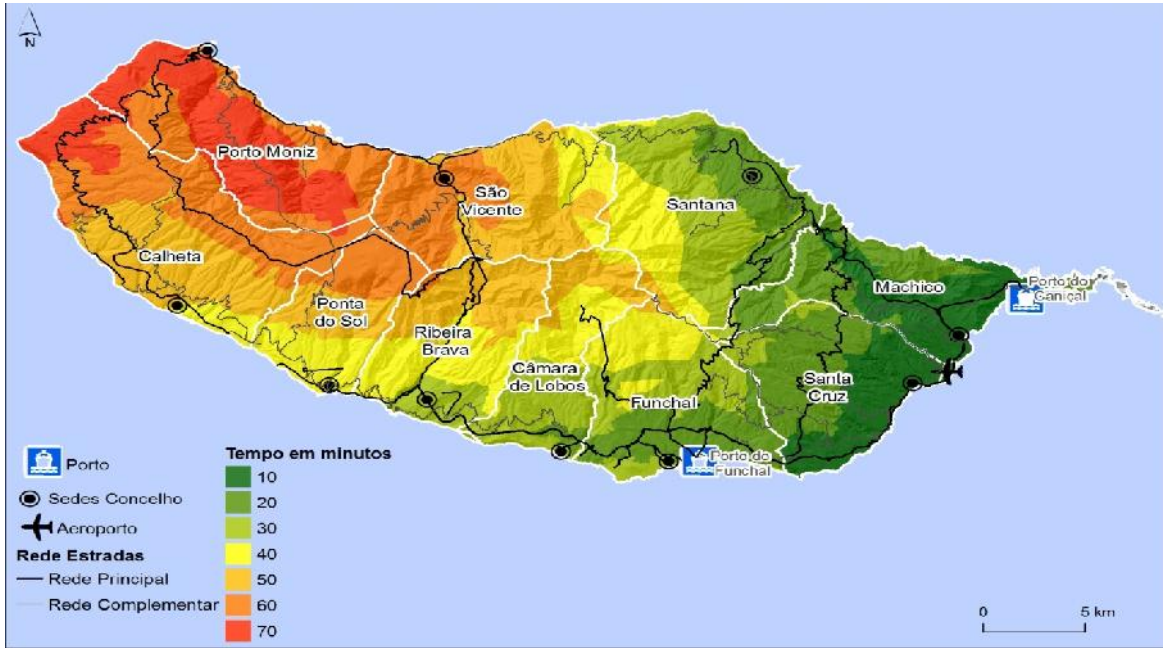 N
Porto Moniz
São
Vicente
Santana
Calheta
Ponta
do Sol
Ribeira
Brava
Câmara
de Lobos
Funchal
Santa
Cruz
Machico
Porto do
Caniçal
Porto do
Funchal
Porto
Sedes Concelho
Aeroporto
Rede Estradas
Rede Principal
Rede Complementar
Tempo em minutos
10
20
30
40
50
60
70
0 5 km